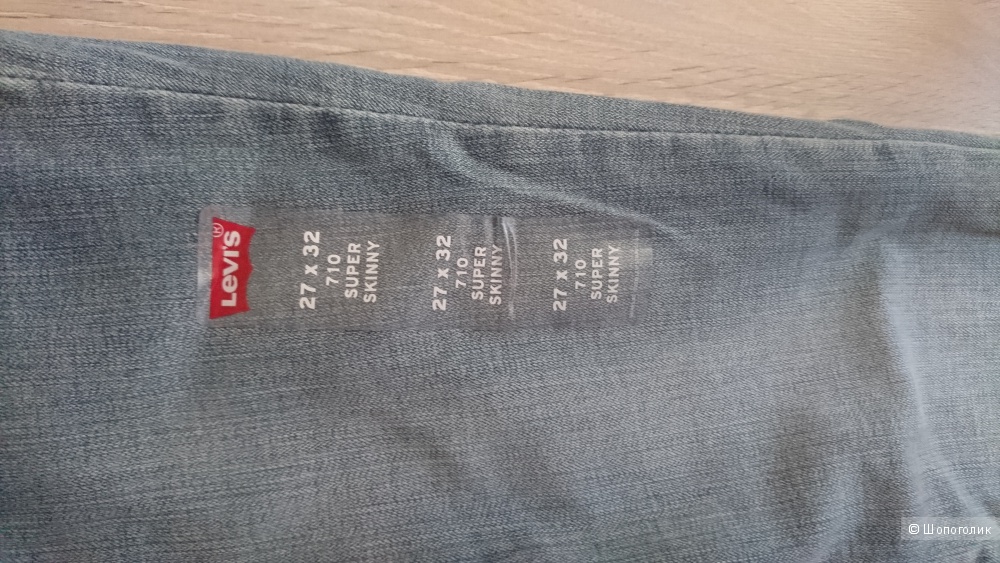 Levi's®
27 x 32
710
SUPER
SKINNY
27 x 32
710
SUPER
SKINNY
27 x 32
710
SUPER
SKINNY
© Шопоголик